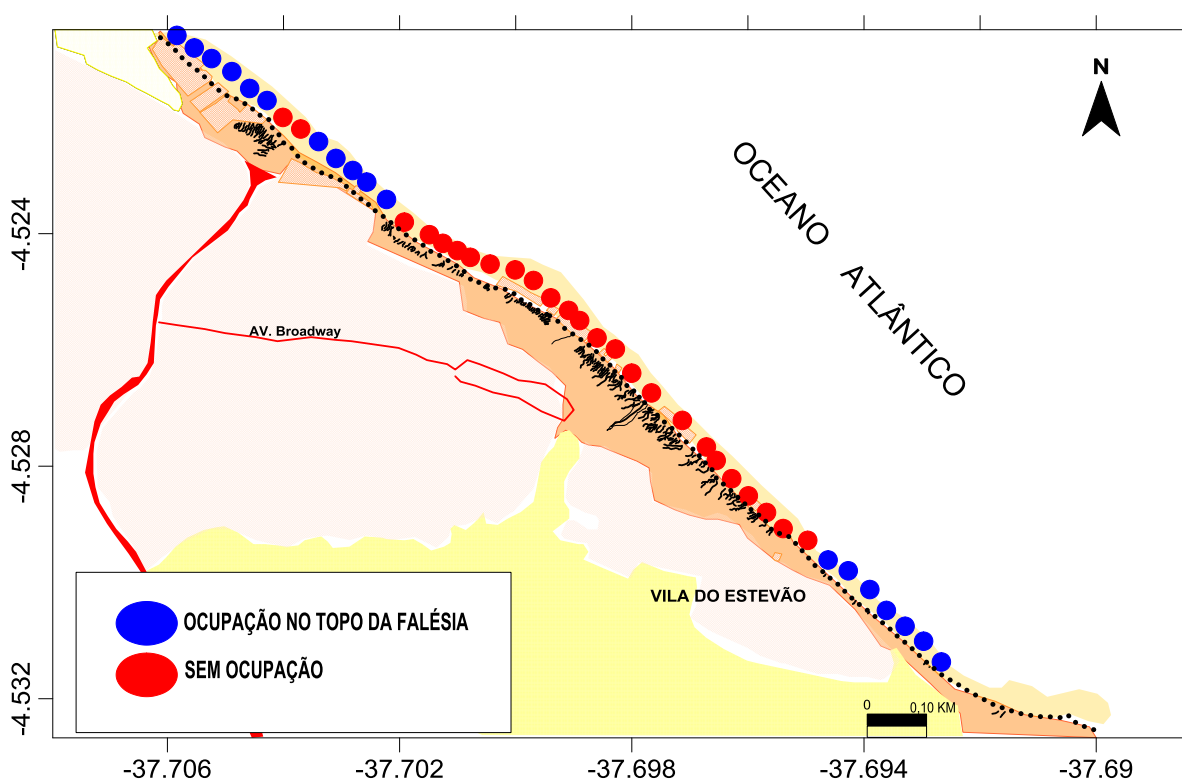 N
OCEANO
ATLÂNTICO
-4.524
AV. Broadway
-4.528
VILA DO ESTEVÃO
OCUPAÇÃO NO TOPO DA FALÉSIA
SEM OCUPAÇÃO
-4.532
0 0,10 KM
-37.706 -37.702 -37.698 -37.694 -37.69